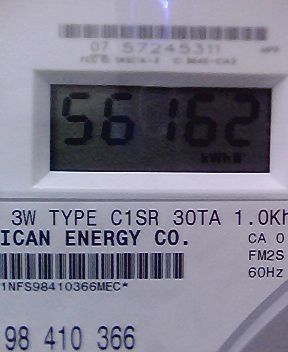 07 57245311
56162
kWh
3W TYPE C1SR 30TA 1.0Kh
ICAN ENERGY CO.
CA 0
FM2S
60Hz
1NFS98410366MEC*
98 410 366